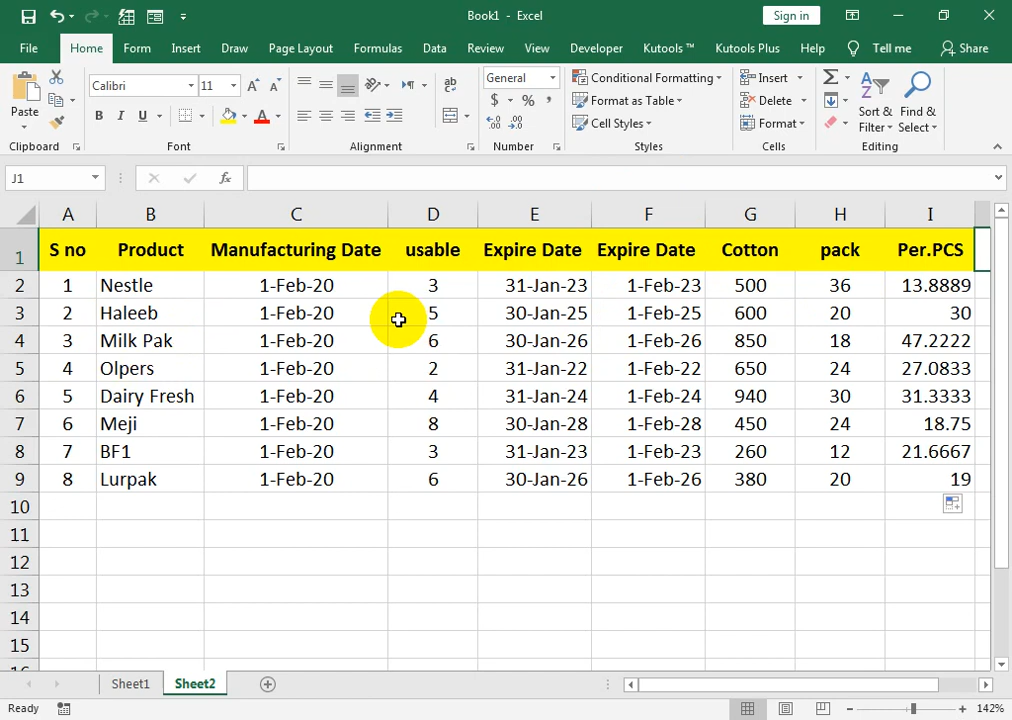 Book1 - Excel
Sign in
File Home Form Insert Draw Page Layout Formulas Data Review View Developer Kutools ™ Kutools Plus Help Tell me Share
Paste
Calibri 11
B I U
General
$ % ,
Conditional Formatting
Format as Table
Cell Styles
Insert
Delete
Format
Sort & Filter
Find & Select
Clipboard Font Alignment Number Styles Cells Editing
J1 fx
A B C D E F G H I
1 S no Product Manufacturing Date usable Expire Date Expire Date Cotton pack Per.PCS
2 1 Nestle 1-Feb-20 3 31-Jan-23 1-Feb-23 500 36 13.8889
3 2 Haleeb 1-Feb-20 5 30-Jan-25 1-Feb-25 600 20 30
4 3 Milk Pak 1-Feb-20 6 30-Jan-26 1-Feb-26 850 18 47.2222
5 4 Olpers 1-Feb-20 2 31-Jan-22 1-Feb-22 650 24 27.0833
6 5 Dairy Fresh 1-Feb-20 4 31-Jan-24 1-Feb-24 940 30 31.3333
7 6 Meji 1-Feb-20 8 30-Jan-28 1-Feb-28 450 24 18.75
8 7 BF1 1-Feb-20 3 31-Jan-23 1-Feb-23 260 12 21.6667
9 8 Lurpak 1-Feb-20 6 30-Jan-26 1-Feb-26 380 20 19
10
11
12
13
14
15
16
Sheet1 Sheet2
Ready 142%